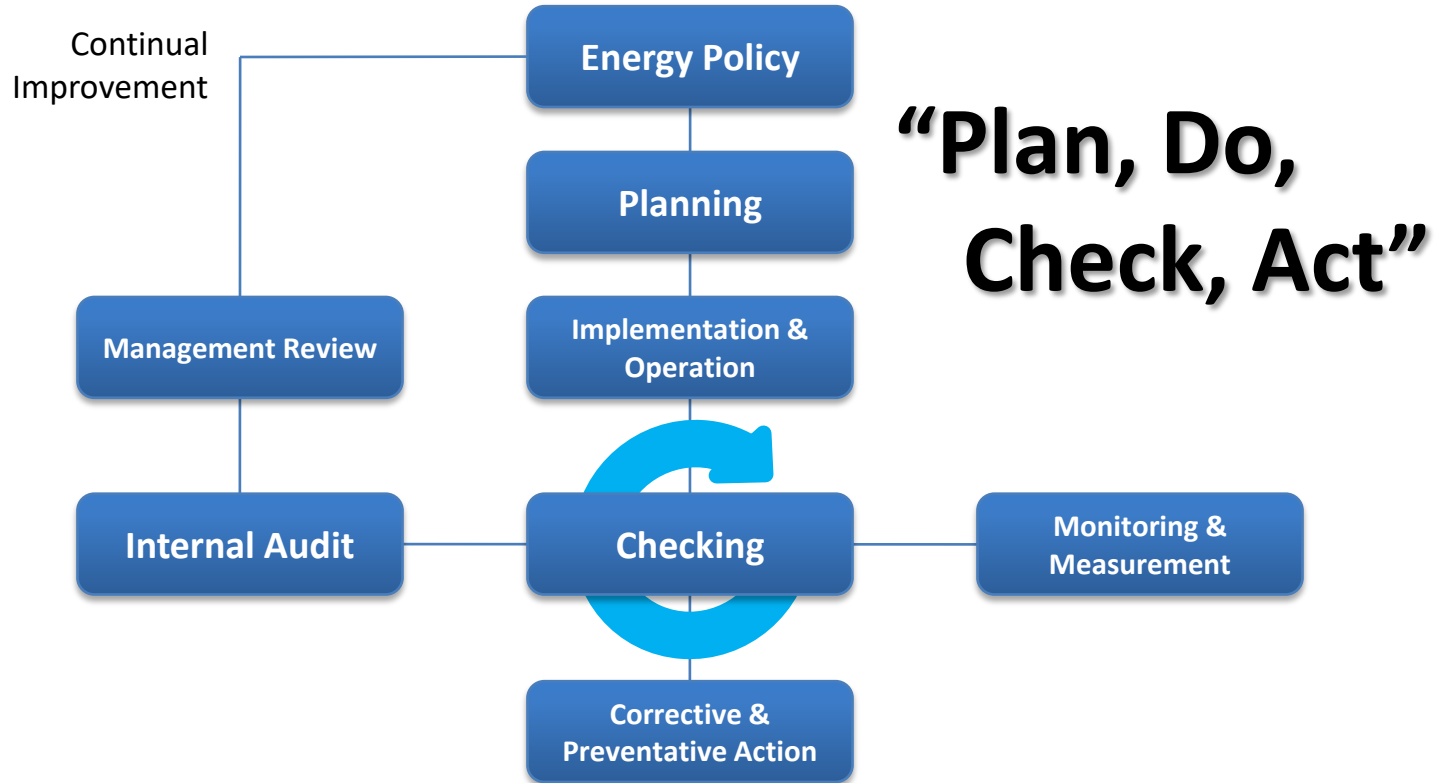 Continual
Improvement
Energy Policy
“Plan, Do,
Check, Act”
Planning
Management Review
Implementation &
Operation
Internal Audit
Checking
Monitoring &
Measurement
Corrective &
Preventative Action